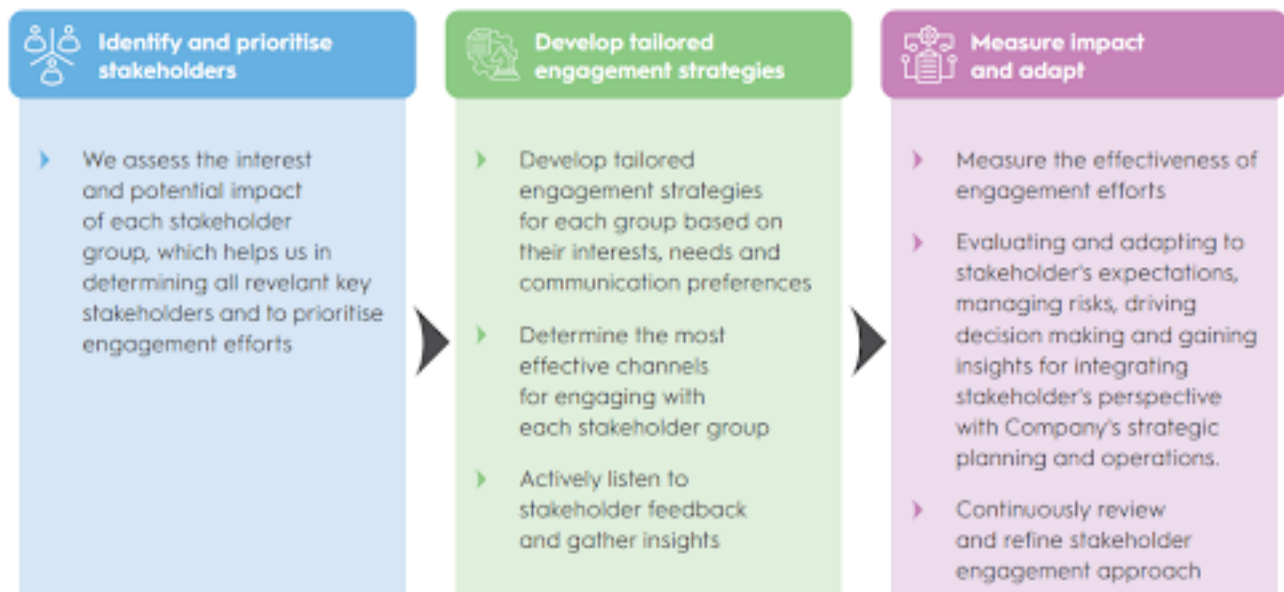 Identify and prioritise
stakeholders
We assess the interest
and potential impact
of each stakeholder
group, which helps us in
determining all revelant key
stakeholders and to prioritise
engagement efforts
Develop tailored
engagement strategies
Develop tailored
engagement strategies
for each group based on
their interests, needs and
communication preferences
Determine the most
effective channels
for engaging with
each stakeholder group
Actively listen to
stakeholder feedback
and gather insights
Measure impact
and adapt
Measure the effectiveness of
engagement efforts
Evaluating and adapting to
stakeholder's expectations,
managing risks, driving
decision making and gaining
insights for integrating
stakeholder's perspective
with Company's strategic
planning and operations.
Continuously review
and refine stakeholder
engagement approach